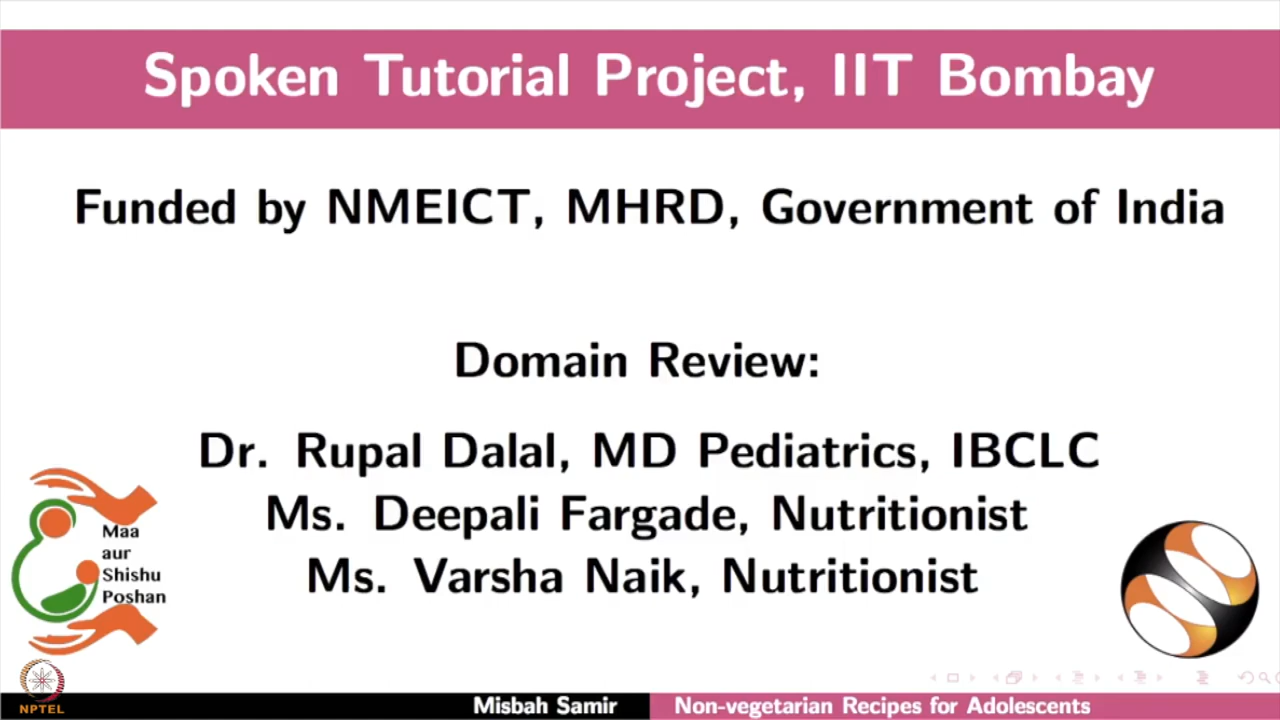 Spoken Tutorial Project, IIT Bombay
Funded by NMEICT, MHRD, Government of India
Domain Review:
Dr. Rupal Dalal, MD Pediatrics, IBCLC
Ms. Deepali Fargade, Nutritionist
Ms. Varsha Naik, Nutritionist
Maa
aur
Shishu
Poshan
NPTEL
Misbah Samir
Non-vegetarian Recipes for Adolescents